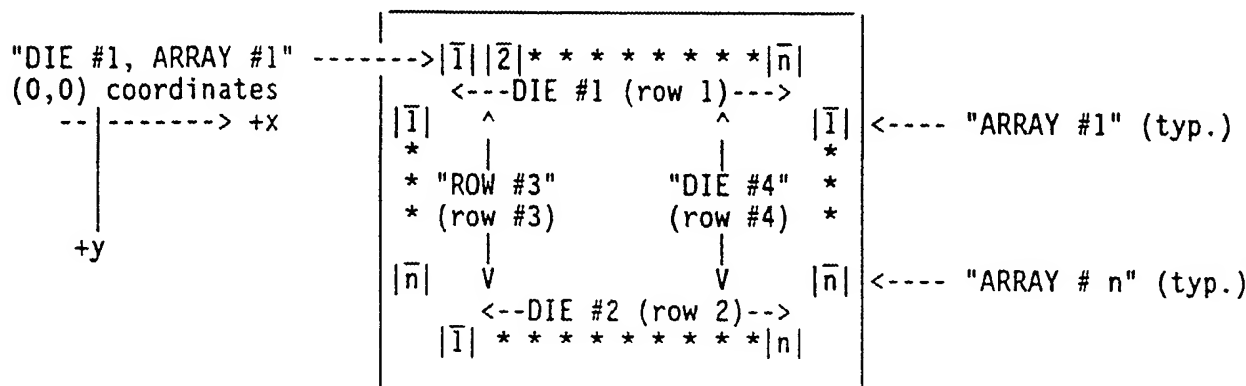 "DIE #1, ARRAY #1" ------->|1||2|* * * * * * * *|n|
(0,0) coordinates <---DIE #1 (row 1)--->
--|-------> +x |1| ^ ^ |1| <---- "ARRAY #1" (typ.)
* | | *
* "ROW #3" "DIE #4" *
* (row #3) (row #4) *
+y | |
|n| V V |n| <---- "ARRAY # n" (typ.)
<--DIE #2 (row 2)-->
|1| * * * * * * * * *|n|